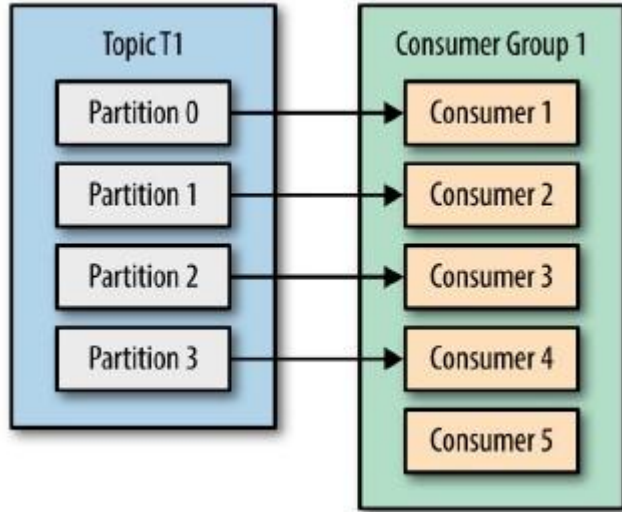 Topic T1
Partition 0
Partition 1
Partition 2
Partition 3
Consumer Group 1
Consumer 1
Consumer 2
Consumer 3
Consumer 4
Consumer 5